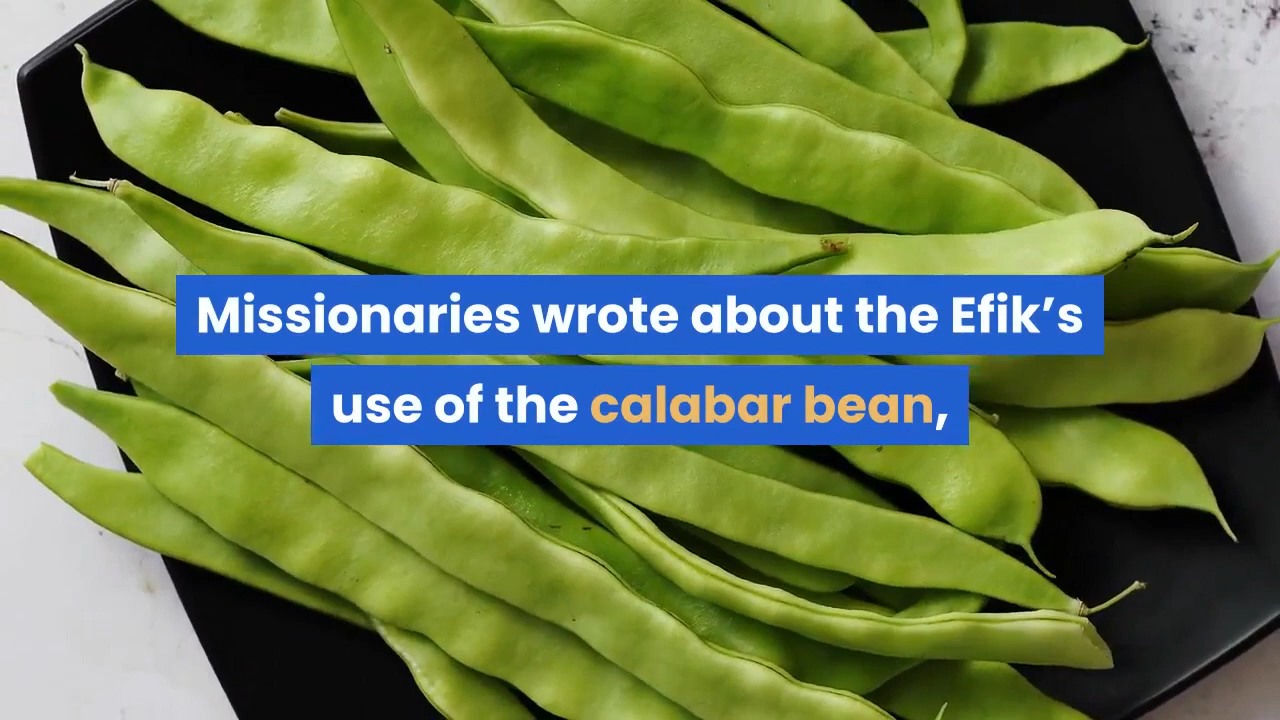 Missionaries wrote about the Efik’s
use of the calabar bean,